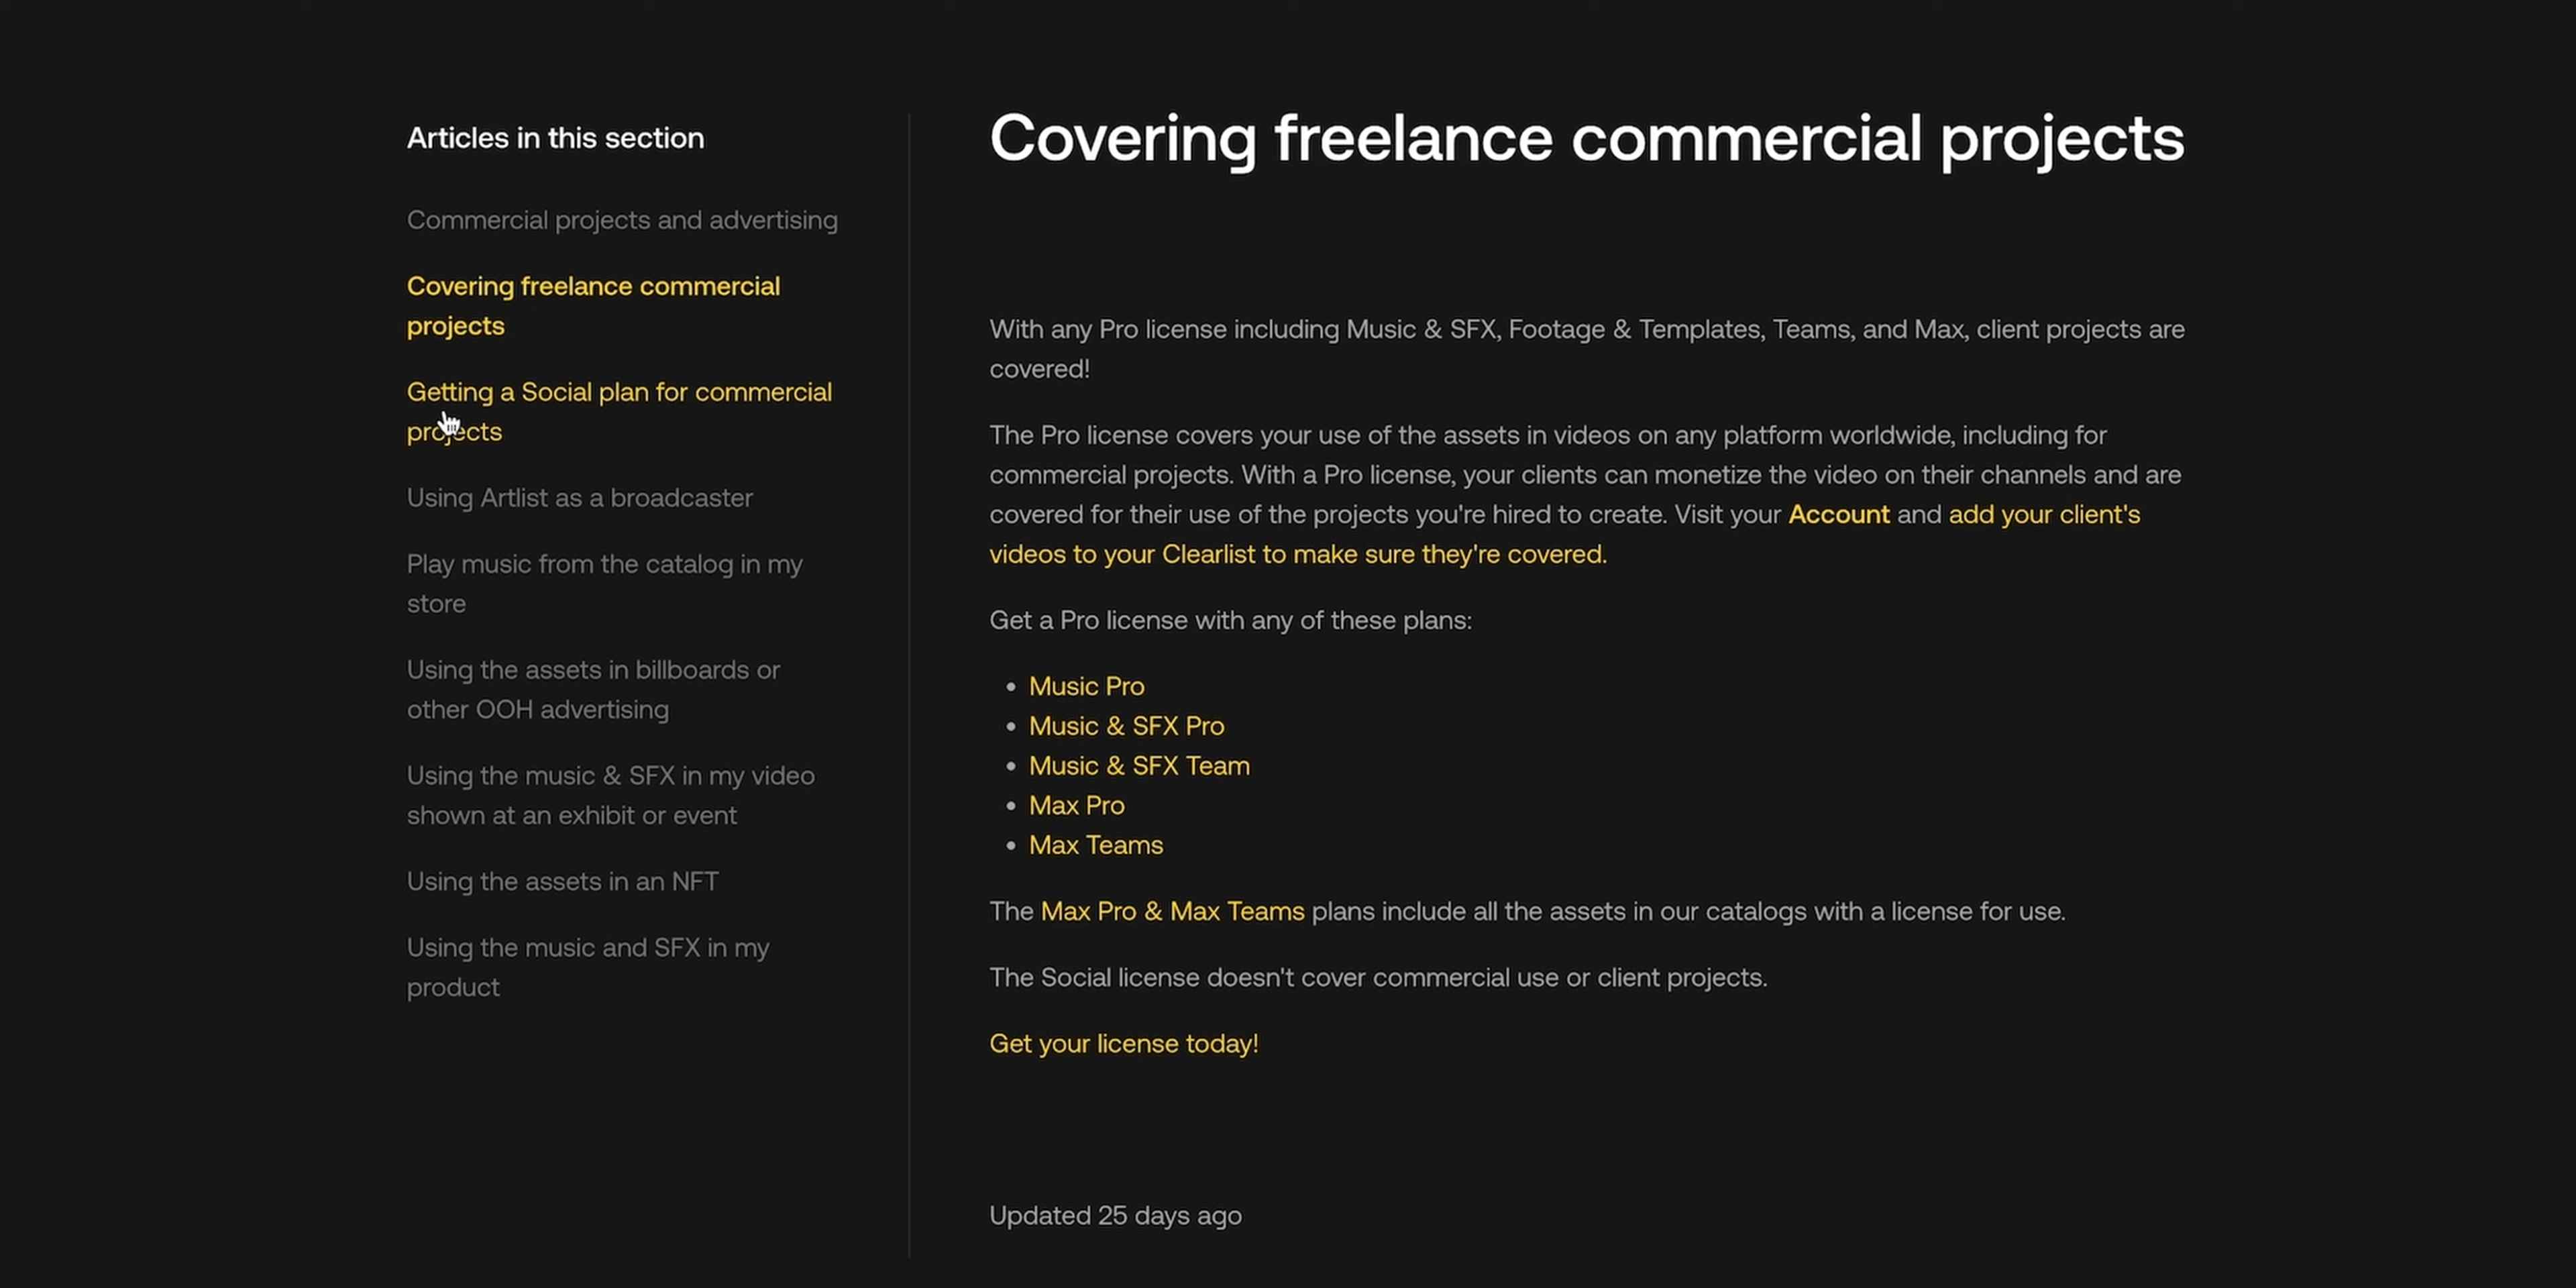 Articles in this section
Commercial projects and advertising
Covering freelance commercial
projects
Getting a Social plan for commercial
projects
Using Artlist as a broadcaster
Play music from the catalog in my
store
Using the assets in billboards or
other OOH advertising
Using the music & SFX in my video
shown at an exhibit or event
Using the assets in an NFT
Using the music and SFX in my
product
Covering freelance commercial projects
With any Pro license including Music & SFX, Footage & Templates, Teams, and Max, client projects are
covered!
The Pro license covers your use of the assets in videos on any platform worldwide, including for
commercial projects. With a Pro license, your clients can monetize the video on their channels and are
covered for their use of the projects you're hired to create. Visit your Account and add your client's
videos to your Clearlist to make sure they're covered.
Get a Pro license with any of these plans:
• Music Pro
• Music & SFX Pro
• Music & SFX Team
• Max Pro
• Max Teams
The Max Pro & Max Teams plans include all the assets in our catalogs with a license for use.
The Social license doesn't cover commercial use or client projects.
Get your license today!
Updated 25 days ago